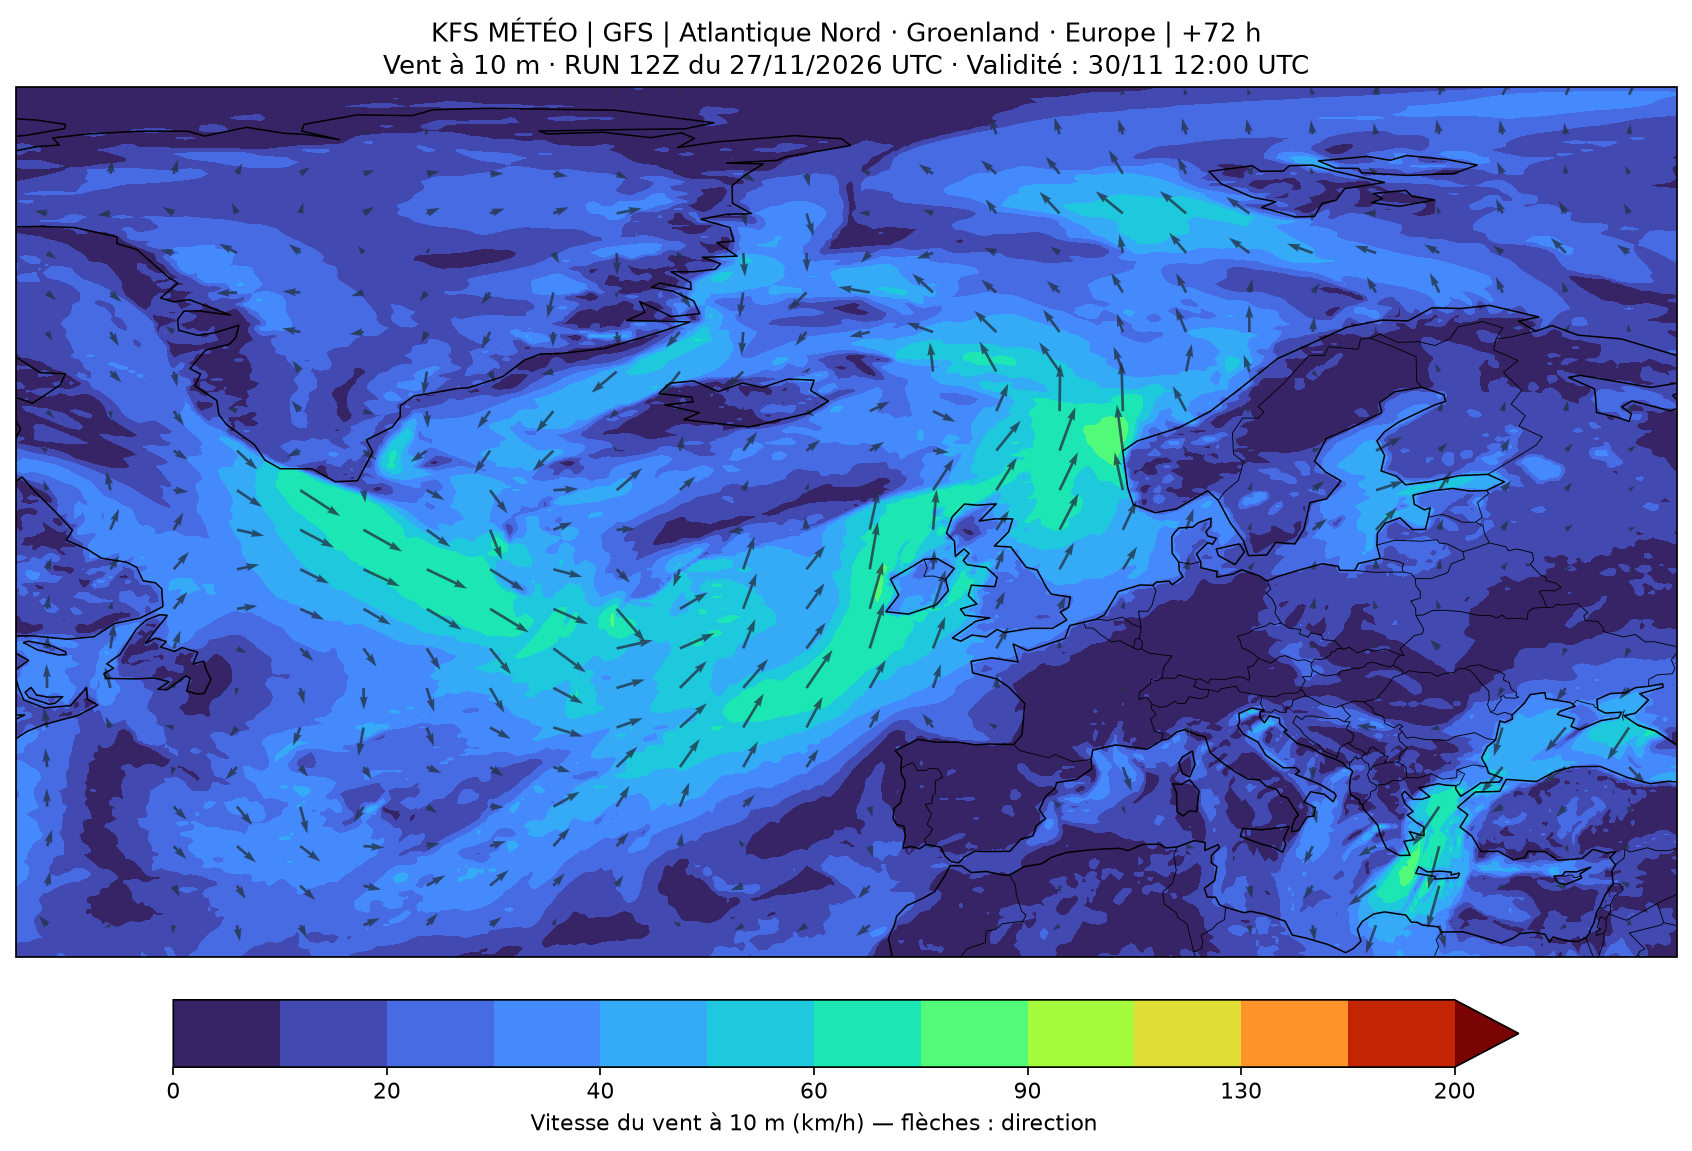 KFS MÉTÉO | GFS | Atlantique Nord · Groenland · Europe | +72 h
Vent à 10 m · RUN 12Z du 27/11/2026 UTC · Validité : 30/11 12:00 UTC
0 20 40 60 90 130 200
Vitesse du vent à 10 m (km/h) — flèches : direction